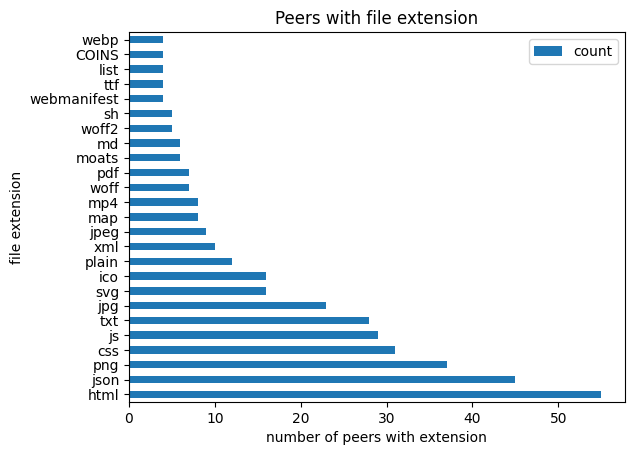 Peers with file extension
count
webp
COINS
list
ttf
webmanifest
sh
woff2
md
moats
pdf
woff
mp4
map
jpeg
xml
plain
ico
svg
jpg
txt
js
css
png
json
html
file extension
0 10 20 30 40 50
number of peers with extension